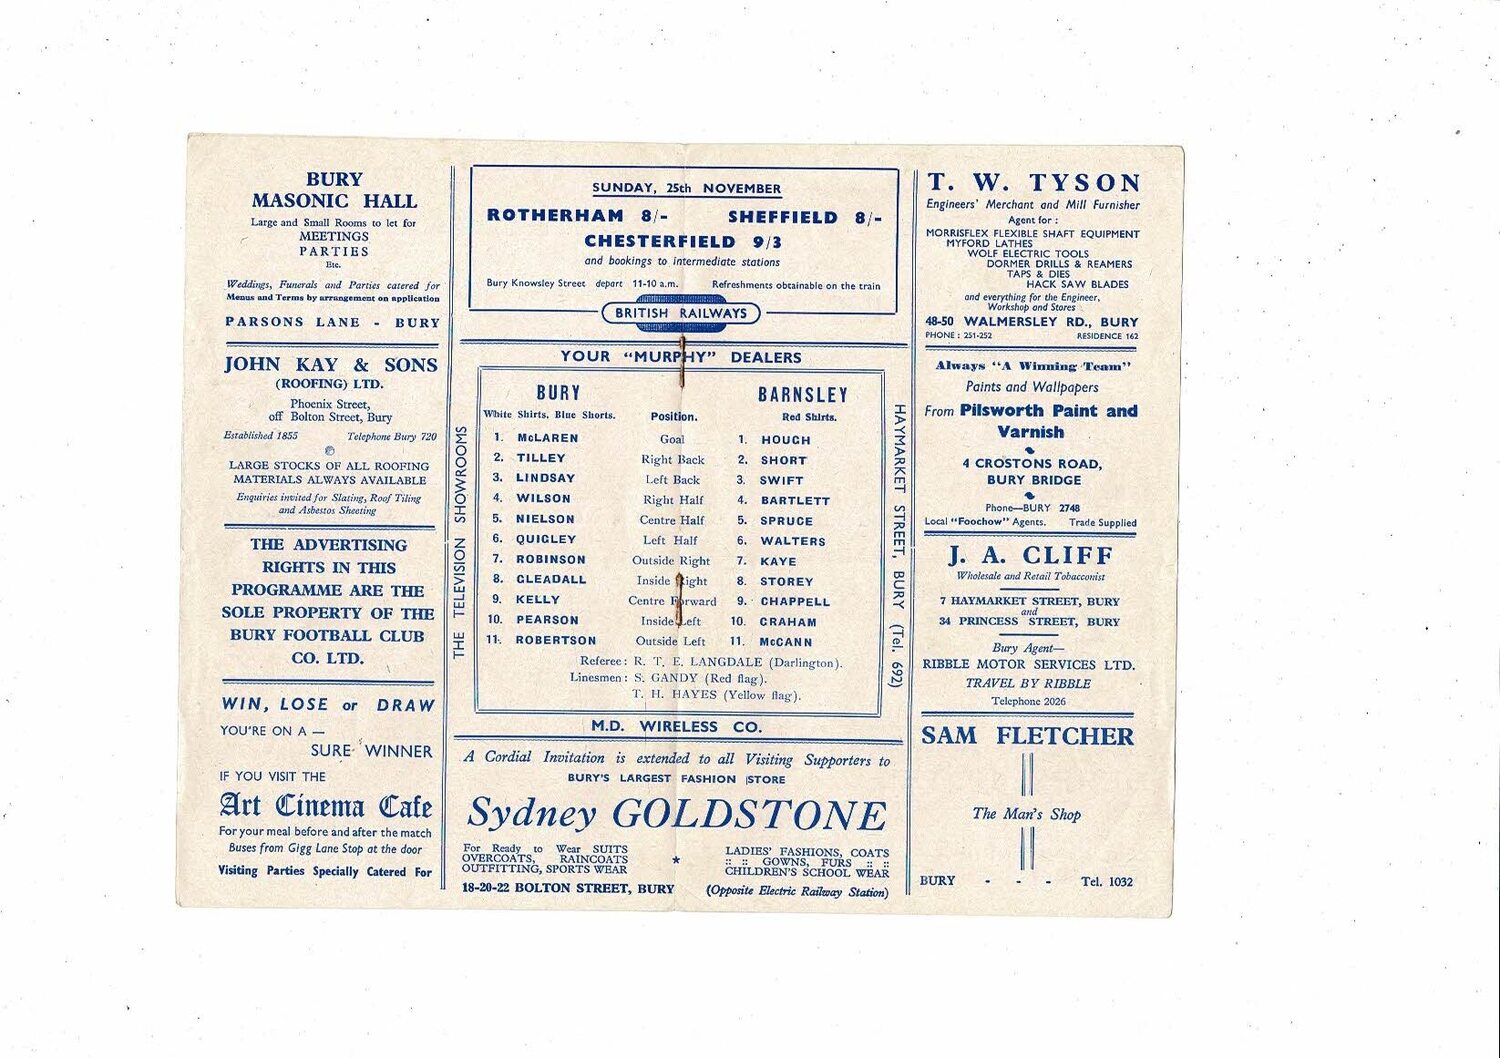 BURY
MASONIC HALL
Large and Small Rooms to let for
MEETINGS
PARTIES
Etc.
Weddings, Funerals and Parties catered for
Menus and Terms by arrangement on application
PARSONS LANE - BURY
JOHN KAY & SONS
(ROOFING) LTD.
Phoenix Street,
off Bolton Street, Bury
Established 1855 Telephone Bury 720
LARGE STOCKS OF ALL ROOFING
MATERIALS ALWAYS AVAILABLE
Enquiries invited for Slating, Roof Tiling
and Asbestos Sheeting
THE ADVERTISING
RIGHTS IN THIS
PROGRAMME ARE THE
SOLE PROPERTY OF THE
BURY FOOTBALL CLUB
CO. LTD.
WIN, LOSE or DRAW
YOU'RE ON A —
SURE WINNER
IF YOU VISIT THE
Art Cinema Cafe
For your meal before and after the match
Buses from Gigg Lane Stop at the door
Visiting Parties Specially Catered For
SUNDAY, 25th NOVEMBER
ROTHERHAM 8/- SHEFFIELD 8/-
CHESTERFIELD 9/3
and bookings to intermediate stations
Bury Knowsley Street depart 11-10 a.m. Refreshments obtainable on the train
BRITISH RAILWAYS
YOUR "MURPHY" DEALERS
THE TELEVISION SHOWROOMS
BURY BARNSLEY
White Shirts, Blue Shorts. Position. Red Shirts.
1. McLAREN Goal 1. HOUGH
2. TILLEY Right Back 2. SHORT
3. LINDSAY Left Back 3. SWIFT
4. WILSON Right Half 4. BARTLETT
5. NIELSON Centre Half 5. SPRUCE
6. QUIGLEY Left Half 6. WALTERS
7. ROBINSON Outside Right 7. KAYE
8. GLEADALL Inside Right 8. STOREY
9. KELLY Centre Forward 9. CHAPPELL
10. PEARSON Inside Left 10. GRAHAM
11. ROBERTSON Outside Left 11. McCANN
Referee: R. T. E. LANGDALE (Darlington).
Linesmen: S. GANDY (Red flag).
T. H. HAYES (Yellow flag).
HAYMARKET STREET, BURY (Tel. 692)
M.D. WIRELESS CO.
A Cordial Invitation is extended to all Visiting Supporters to
BURY'S LARGEST FASHION STORE
Sydney GOLDSTONE
For Ready to Wear SUITS
OVERCOATS, RAINCOATS
OUTFITTING, SPORTS WEAR
*
LADIES' FASHIONS, COATS
:: :: GOWNS, FURS :: ::
CHILDREN'S SCHOOL WEAR
18-20-22 BOLTON STREET, BURY (Opposite Electric Railway Station)
T. W. TYSON
Engineers' Merchant and Mill Furnisher
Agent for :
MORRISFLEX FLEXIBLE SHAFT EQUIPMENT
MYFORD LATHES
WOLF ELECTRIC TOOLS
DORMER DRILLS & REAMERS
TAPS & DIES
HACK SAW BLADES
and everything for the Engineer,
Workshop and Stores
48-50 WALMERSLEY RD., BURY
PHONE : 251-252 RESIDENCE 162
Always "A Winning Team"
Paints and Wallpapers
From Pilsworth Paint and
Varnish
4 CROSTONS ROAD,
BURY BRIDGE
Phone—BURY 2748
Local "Foochow" Agents. Trade Supplied
J. A. CLIFF
Wholesale and Retail Tobacconist
7 HAYMARKET STREET, BURY
and
34 PRINCESS STREET, BURY
Bury Agent—
RIBBLE MOTOR SERVICES LTD.
TRAVEL BY RIBBLE
Telephone 2026
SAM FLETCHER
The Man's Shop
BURY - - - Tel. 1032